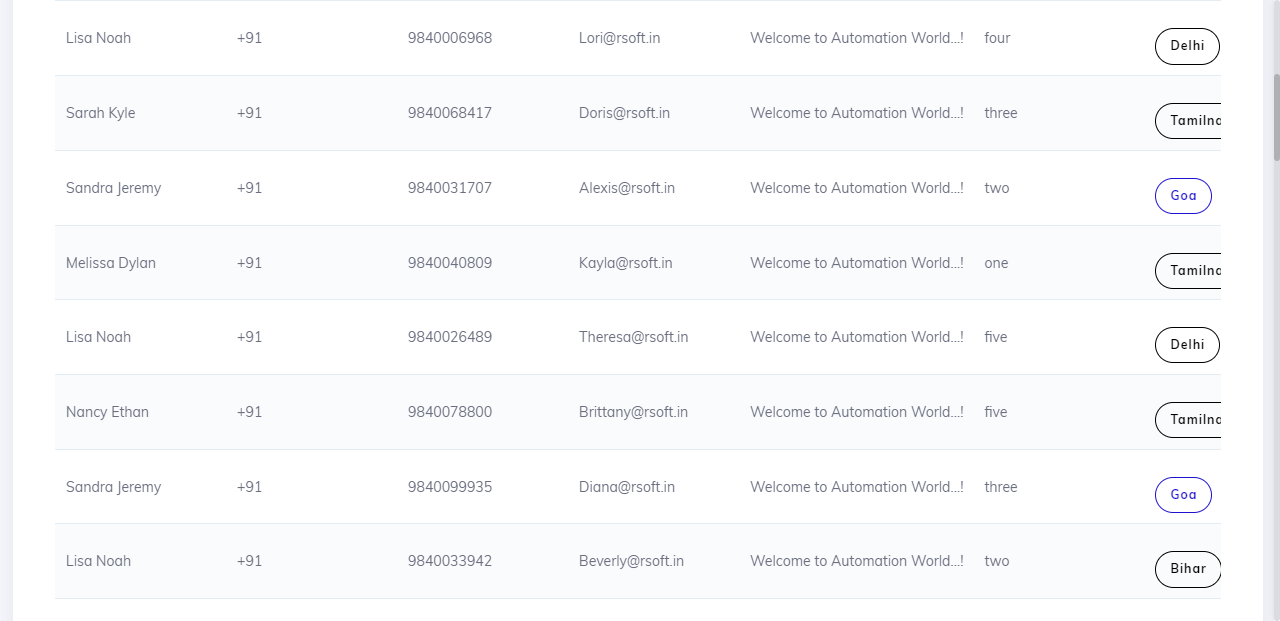 Lisa Noah +91 9840006968 Lori@rsoft.in Welcome to Automation World...! four Delhi
Sarah Kyle +91 9840068417 Doris@rsoft.in Welcome to Automation World...! three Tamilna
Sandra Jeremy +91 9840031707 Alexis@rsoft.in Welcome to Automation World...! two Goa
Melissa Dylan +91 9840040809 Kayla@rsoft.in Welcome to Automation World...! one Tamilna
Lisa Noah +91 9840026489 Theresa@rsoft.in Welcome to Automation World...! five Delhi
Nancy Ethan +91 9840078800 Brittany@rsoft.in Welcome to Automation World...! five Tamilna
Sandra Jeremy +91 9840099935 Diana@rsoft.in Welcome to Automation World...! three Goa
Lisa Noah +91 9840033942 Beverly@rsoft.in Welcome to Automation World...! two Bihar